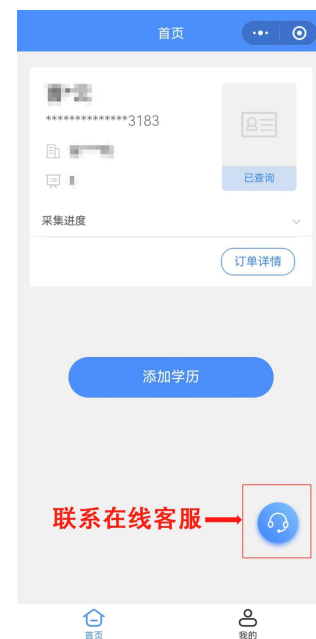 首页
**************3183
已查询
采集进度
订单详情
添加学历
联系在线客服
首页
我的